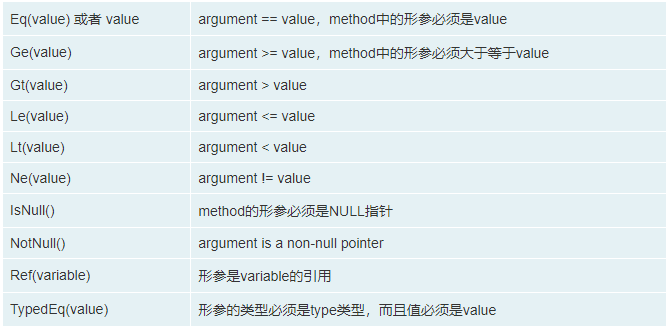 Eq(value) 或者 value argument == value，method中的形参必须是value
Ge(value) argument >= value，method中的形参必须大于等于value
Gt(value) argument > value
Le(value) argument <= value
Lt(value) argument < value
Ne(value) argument != value
IsNull() method的形参必须是NULL指针
NotNull() argument is a non-null pointer
Ref(variable) 形参是variable的引用
TypedEq(value) 形参的类型必须是type类型，而且值必须是value